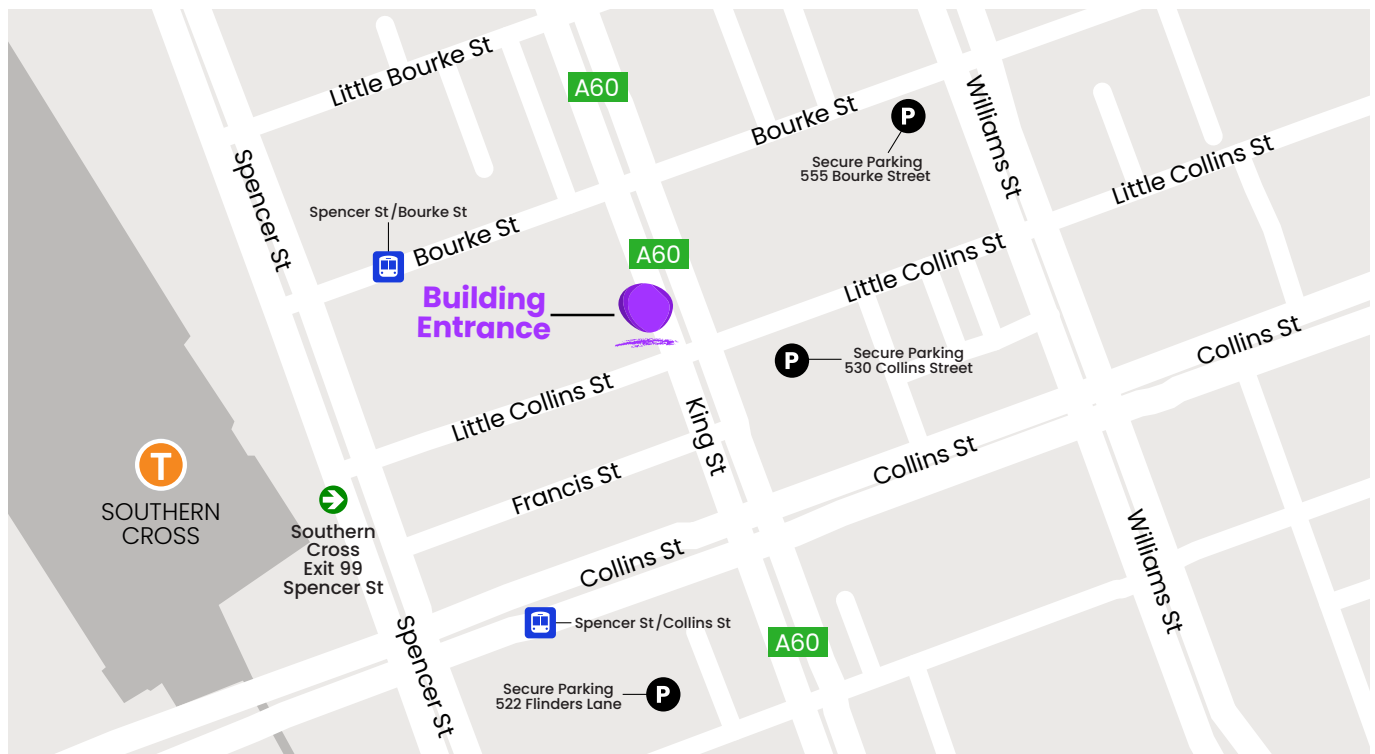 Little Bourke St
A60
Williams St
Bourke St
P
Secure Parking
555 Bourke Street
Little Collins St
Spencer St
Spencer St/Bourke St
Bourke St
A60
Little Collins St
Building
Entrance
Collins St
P
Secure Parking
530 Collins Street
Little Collins St
King St
T
SOUTHERN
CROSS
Francis St
Collins St
Southern
Cross
Exit 99
Spencer St
Collins St
Williams St
Spencer St/Collins St
A60
Spencer St
Secure Parking
522 Flinders Lane
P